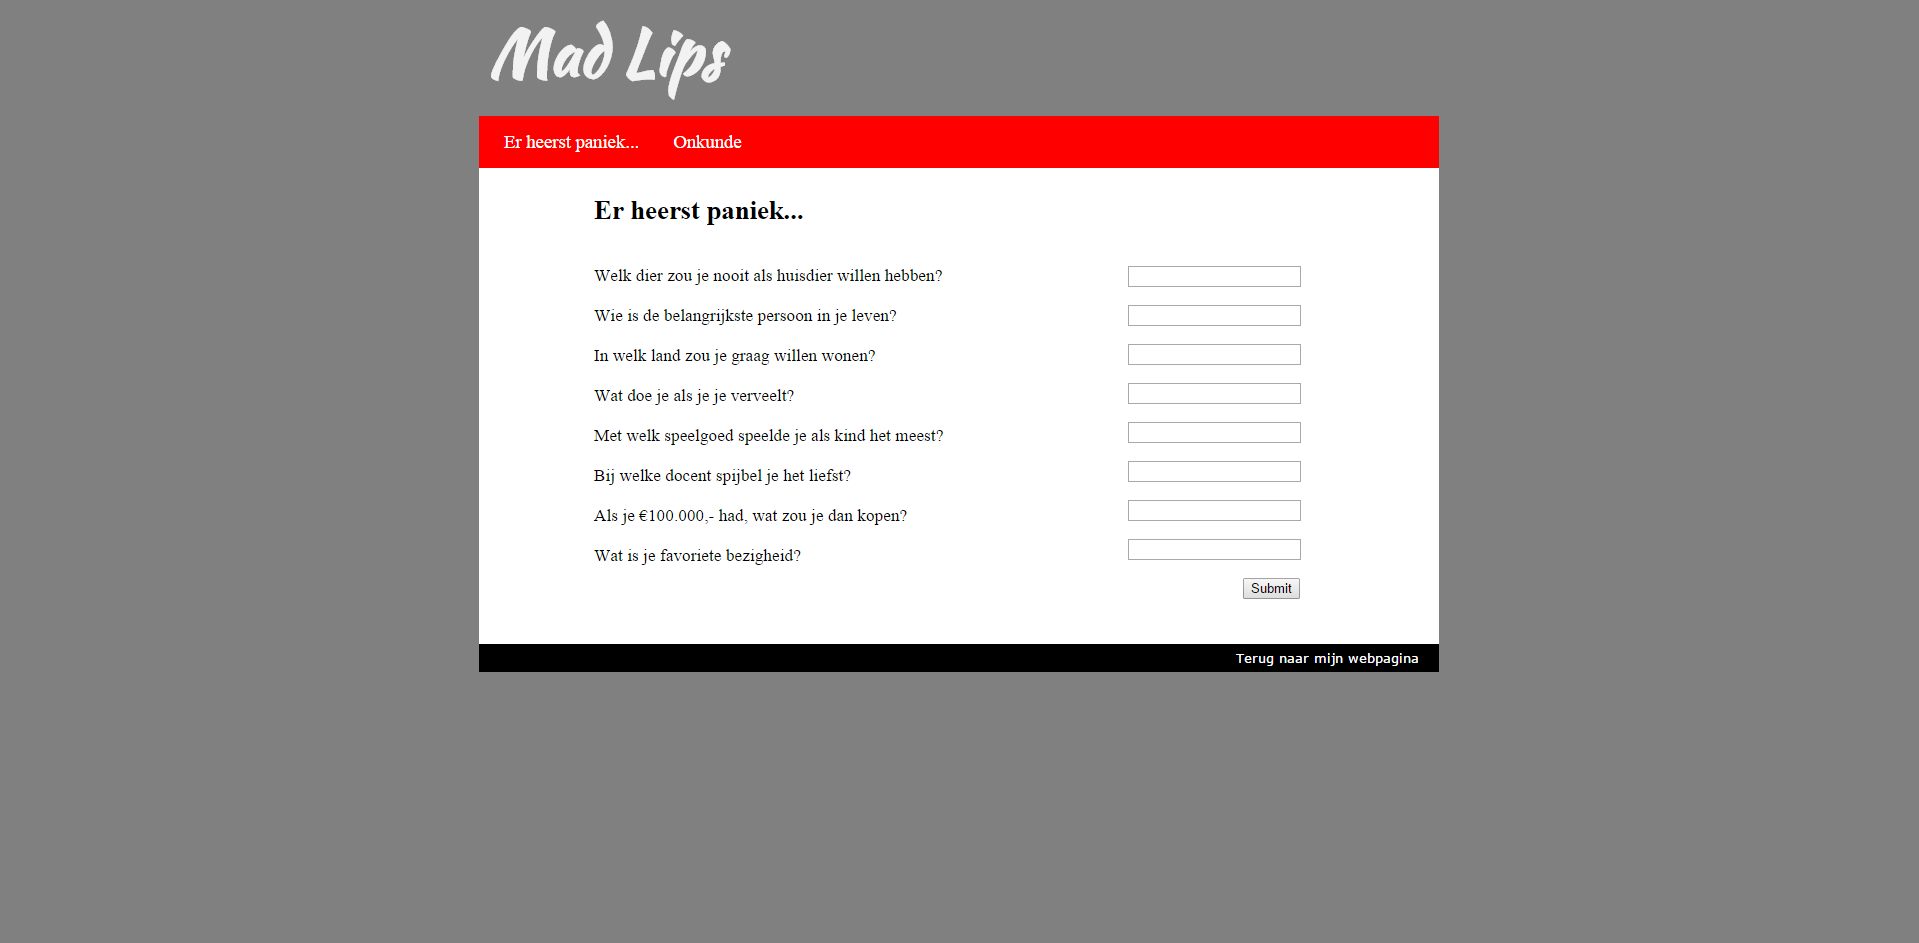 Mad Lips
Er heerst paniek... Onkunde
Er heerst paniek...
Welk dier zou je nooit als huisdier willen hebben?
Wie is de belangrijkste persoon in je leven?
In welk land zou je graag willen wonen?
Wat doe je als je je verveelt?
Met welk speelgoed speelde je als kind het meest?
Bij welke docent spijbel je het liefst?
Als je €100.000,- had, wat zou je dan kopen?
Wat is je favoriete bezigheid?
Submit
Terug naar mijn webpagina